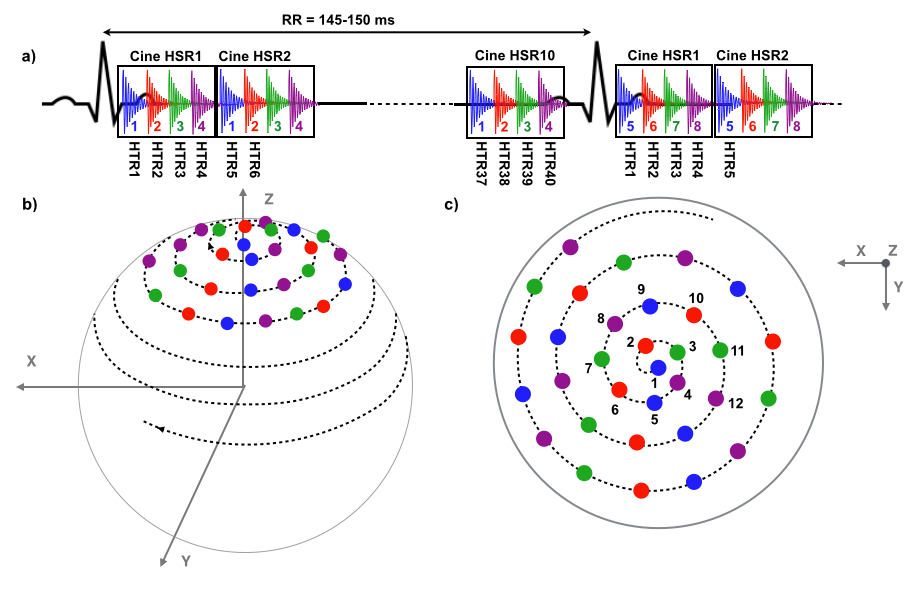 RR = 145-150 ms
a)
Cine HSR1 Cine HSR2 Cine HSR10 Cine HSR1 Cine HSR2
1 2 3 4 1 2 3 4 1 2 3 4 5 6 7 8 5 6 7 8
HTR1 HTR2 HTR3 HTR4 HTR5 HTR6 HTR37 HTR38 HTR39 HTR40 HTR1 HTR2 HTR3 HTR4 HTR5
b)
Z
X
Y
c)
X Z
Y
9
10
8
2 3 11
7
1 4
12
6
5